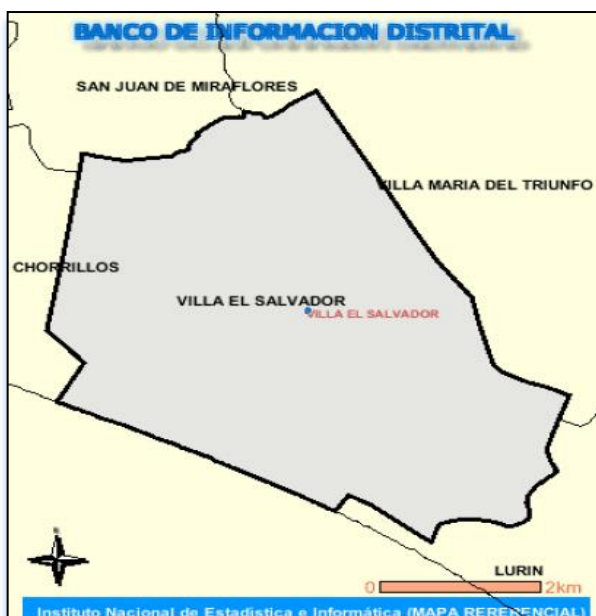 BANCO DE INFORMACION DISTRITAL
SAN JUAN DE MIRAFLORES
VILLA MARIA DEL TRIUNFO
CHORRILLOS
VILLA EL SALVADOR
VILLA EL SALVADOR
LURIN
0 2km
Instituto Nacional de Estadística e Informática (MAPA REFERENCIAL)